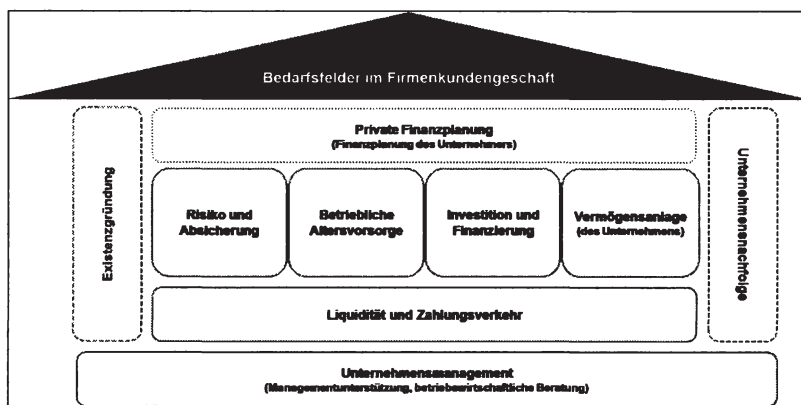 Bedarfsfelder im Firmenkundengeschaft
Existenzgründung
Private Finanzplanung
(Finanzplanung des Unternehmers)
Risiko und
Absicherung
Betriebliche
Altersvorsorge
Investition und
Finanzierung
Vermögensanlage
(des Unternehmens)
Liquidität und Zahlungsverkehr
Unternehmensnachfolge
Unternehmensmanagement
(Managementunterstützung, betriebswirtschaftliche Beratung)